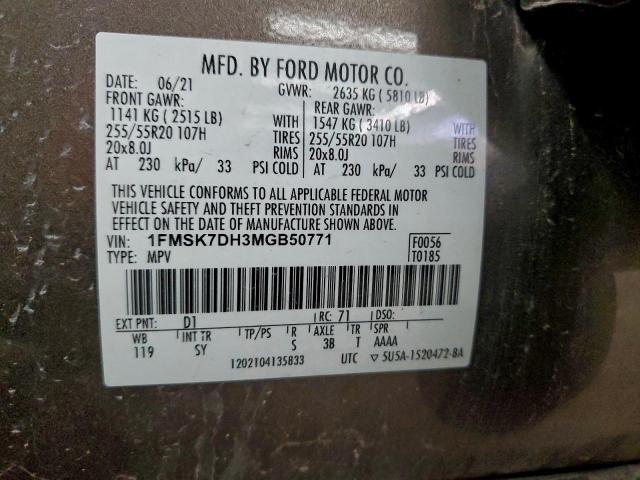 MFD. BY FORD MOTOR CO.
DATE: 06/21 GVWR: 2635 KG ( 5810 LB)
FRONT GAWR: REAR GAWR:
1141 KG ( 2515 LB) WITH 1547 KG ( 3410 LB) WITH
255/55R20 107H TIRES 255/55R20 107H TIRES
20x8.0J RIMS 20x8.0J RIMS
AT 230 kPa/ 33 PSI COLD AT 230 kPa/ 33 PSI COLD
THIS VEHICLE CONFORMS TO ALL APPLICABLE FEDERAL MOTOR
VEHICLE SAFETY AND THEFT PREVENTION STANDARDS IN
EFFECT ON THE DATE OF MANUFACTURE SHOWN ABOVE.
VIN: 1FMSK7DH3MGB50771 F0056
TYPE: MPV T0185
EXT PNT: D1 RC: 71 DSO:
WB INT TR TP/PS R AXLE TR SPR
119 SY S 3B T AAAA
120210413583​3 UTC ▽ 5U5A-1520472-BA